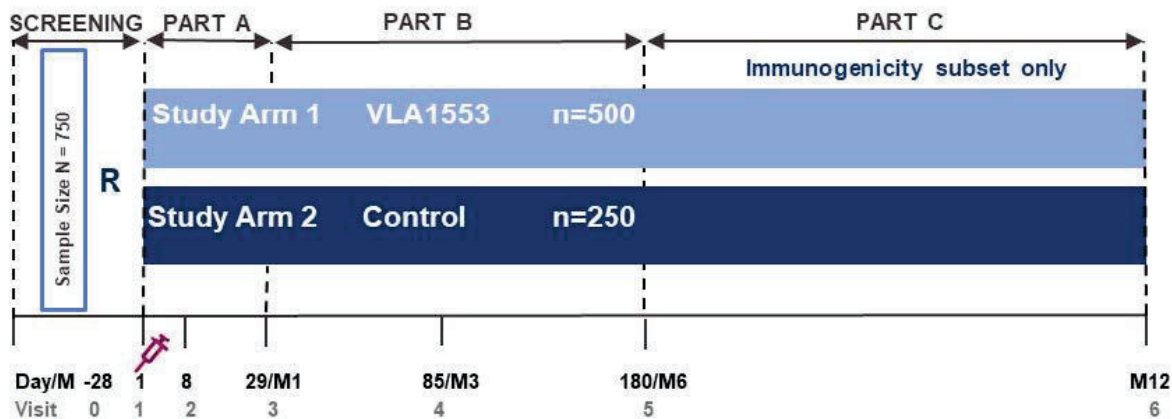 SCREENING PART A PART B PART C
Immunogenicity subset only
Sample Size N = 750
R
Study Arm 1 VLA1553 n=500
Study Arm 2 Control n=250
Day/M -28 1 8 29/M1 85/M3 180/M6 M12
Visit 0 1 2 3 4 5 6